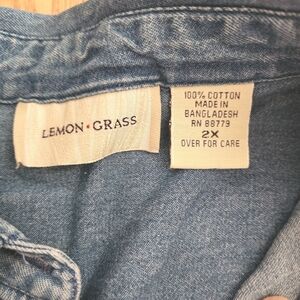 LEMON • GRASS
100% COTTON
MADE IN
BANGLADESH
RN 88779
2X
OVER FOR CARE